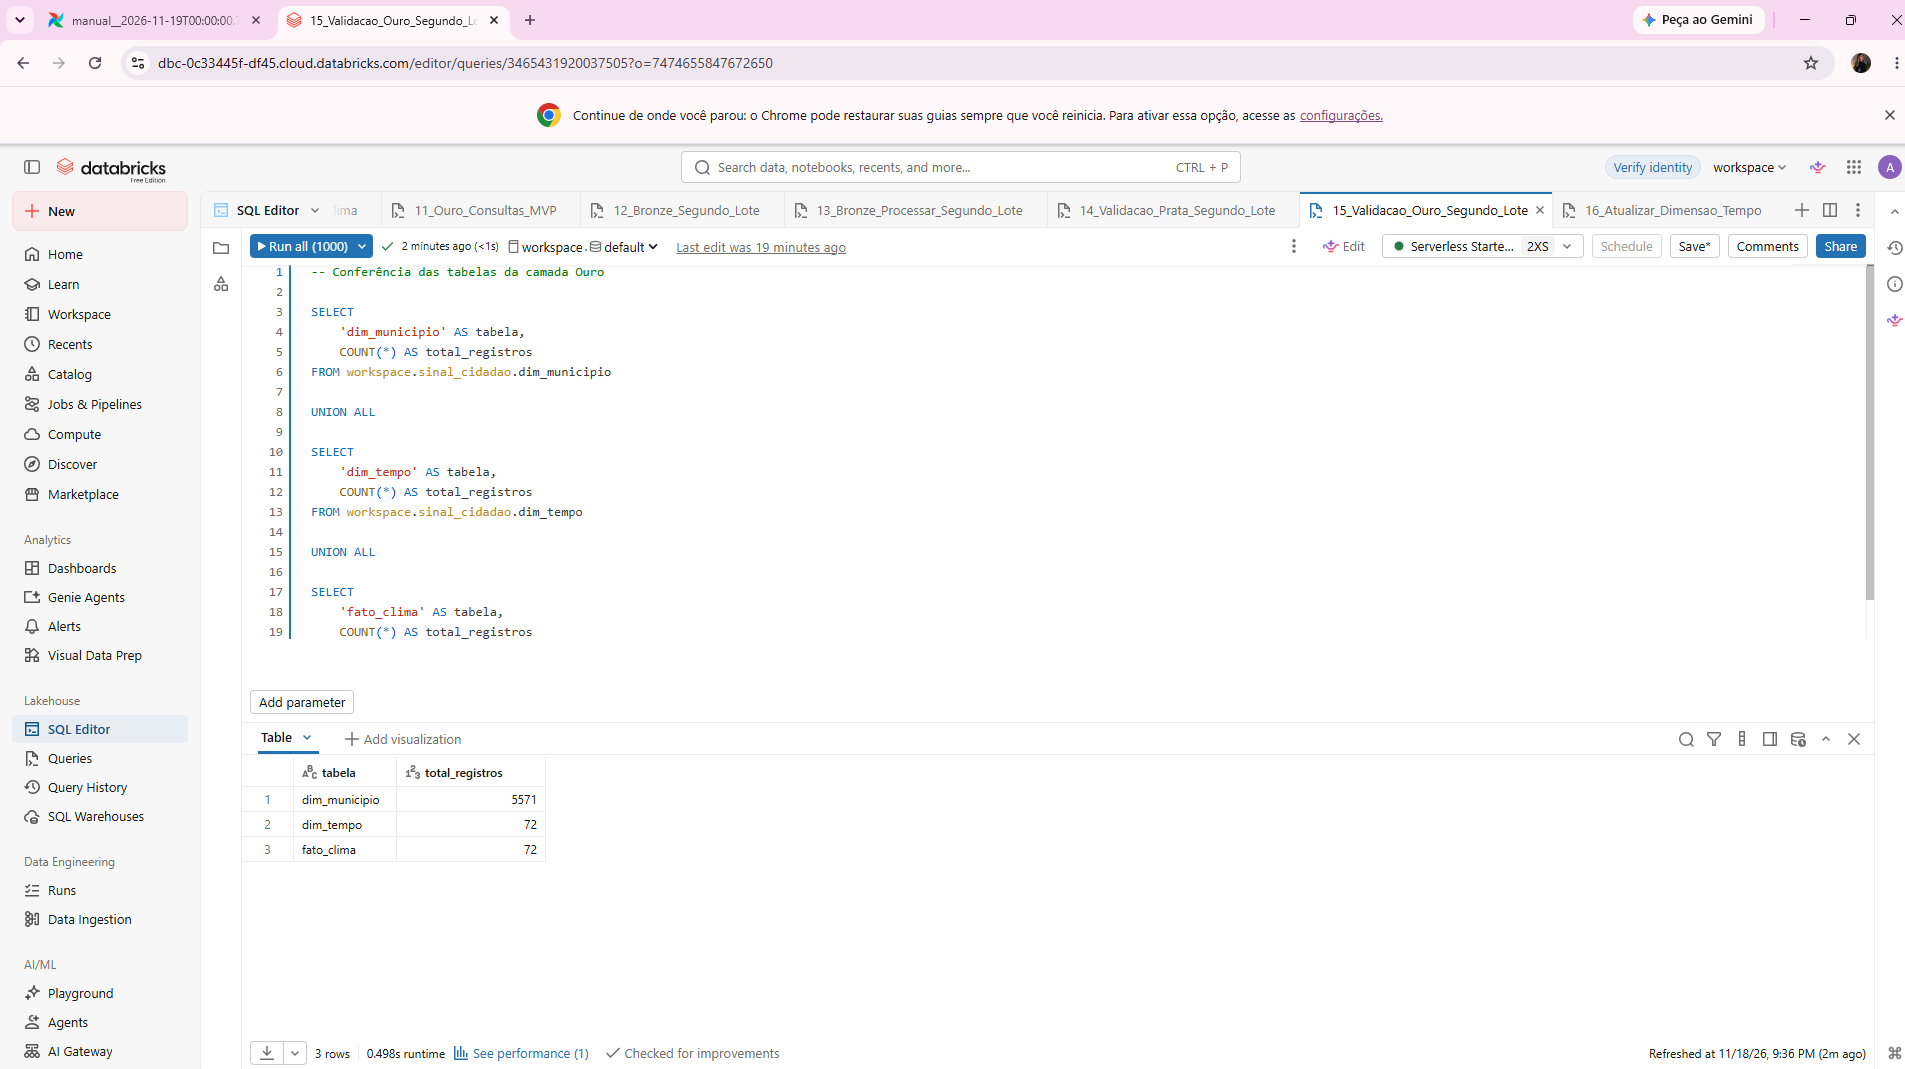 manual__2026-11-19T00:00:00.
15_Validacao_Ouro_Segundo_L
Peça ao Gemini
dbc-0c33445f-df45.cloud.databricks.com/editor/queries/3465431920037505?o=7474655847672650
Continue de onde você parou: o Chrome pode restaurar suas guias sempre que você reinicia. Para ativar essa opção, acesse as configurações.
databricks
Free Edition
Search data, notebooks, recents, and more...
CTRL + P
Verify identity
workspace
A
New
SQL Editor
lima
11_Ouro_Consultas_MVP
12_Bronze_Segundo_Lote
13_Bronze_Processar_Segundo_Lote
14_Validacao_Prata_Segundo_Lote
15_Validacao_Ouro_Segundo_Lote
16_Atualizar_Dimensao_Tempo
Run all (1000)
2 minutes ago (<1s)
workspace.
default
Last edit was 19 minutes ago
Edit
Serverless Starte...
2XS
Schedule
Save*
Comments
Share
Home
Learn
Workspace
Recents
Catalog
Jobs & Pipelines
Compute
Discover
Marketplace
Analytics
Dashboards
Genie Agents
Alerts
Visual Data Prep
Lakehouse
SQL Editor
Queries
Query History
SQL Warehouses
Data Engineering
Runs
Data Ingestion
AI/ML
Playground
Agents
AI Gateway
1 -- Conferência das tabelas da camada Ouro
2
3 SELECT
4 'dim_municipio' AS tabela,
5 COUNT(*) AS total_registros
6 FROM workspace.sinal_cidadao.dim_municipio
7
8 UNION ALL
9
10 SELECT
11 'dim_tempo' AS tabela,
12 COUNT(*) AS total_registros
13 FROM workspace.sinal_cidadao.dim_tempo
14
15 UNION ALL
16
17 SELECT
18 'fato_clima' AS tabela,
19 COUNT(*) AS total_registros
Add parameter
Table
Add visualization
tabela total_registros
1 dim_municipio 5571
2 dim_tempo 72
3 fato_clima 72
3 rows
0.498s runtime
See performance (1)
Checked for improvements
Refreshed at 11/18/26, 9:36 PM (2m ago)